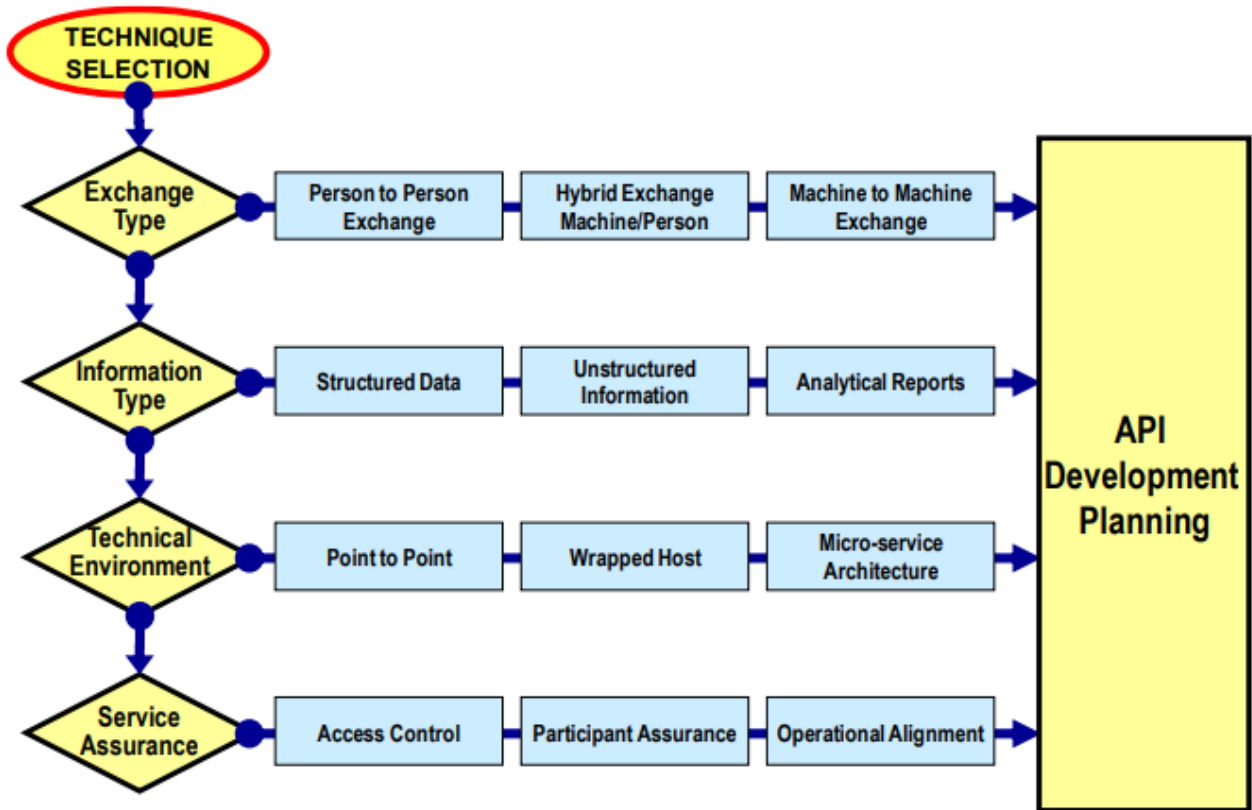 TECHNIQUE
SELECTION
Exchange
Type
Person to Person
Exchange
Hybrid Exchange
Machine/Person
Machine to Machine
Exchange
Information
Type
Structured Data
Unstructured
Information
Analytical Reports
Technical
Environment
Point to Point
Wrapped Host
Micro-service
Architecture
Service
Assurance
Access Control
Participant Assurance
Operational Alignment
API
Development
Planning